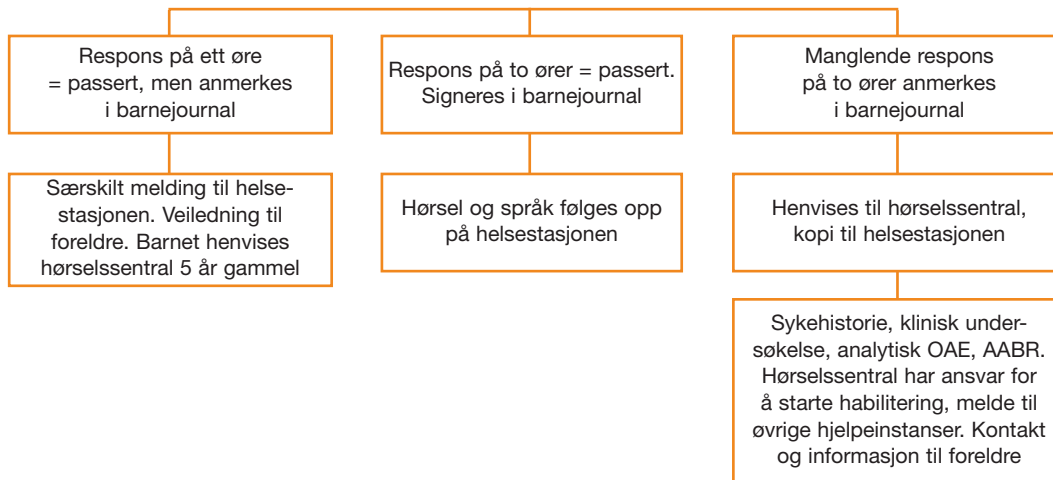 Respons på ett øre
= passert, men anmerkes
i barnejournal
Respons på to ører = passert.
Signeres i barnejournal
Manglende respons
på to ører anmerkes
i barnejournal
Særskilt melding til helse-
stasjonen. Veiledning til
foreldre. Barnet henvises
hørselssentral 5 år gammel
Hørsel og språk følges opp
på helsestasjonen
Henvises til hørselssentral,
kopi til helsestasjonen
Sykehistorie, klinisk under-
søkelse, analytisk OAE, AABR.
Hørselssentral har ansvar for
å starte habilitering, melde til
øvrige hjelpeinstanser. Kontakt
og informasjon til foreldre